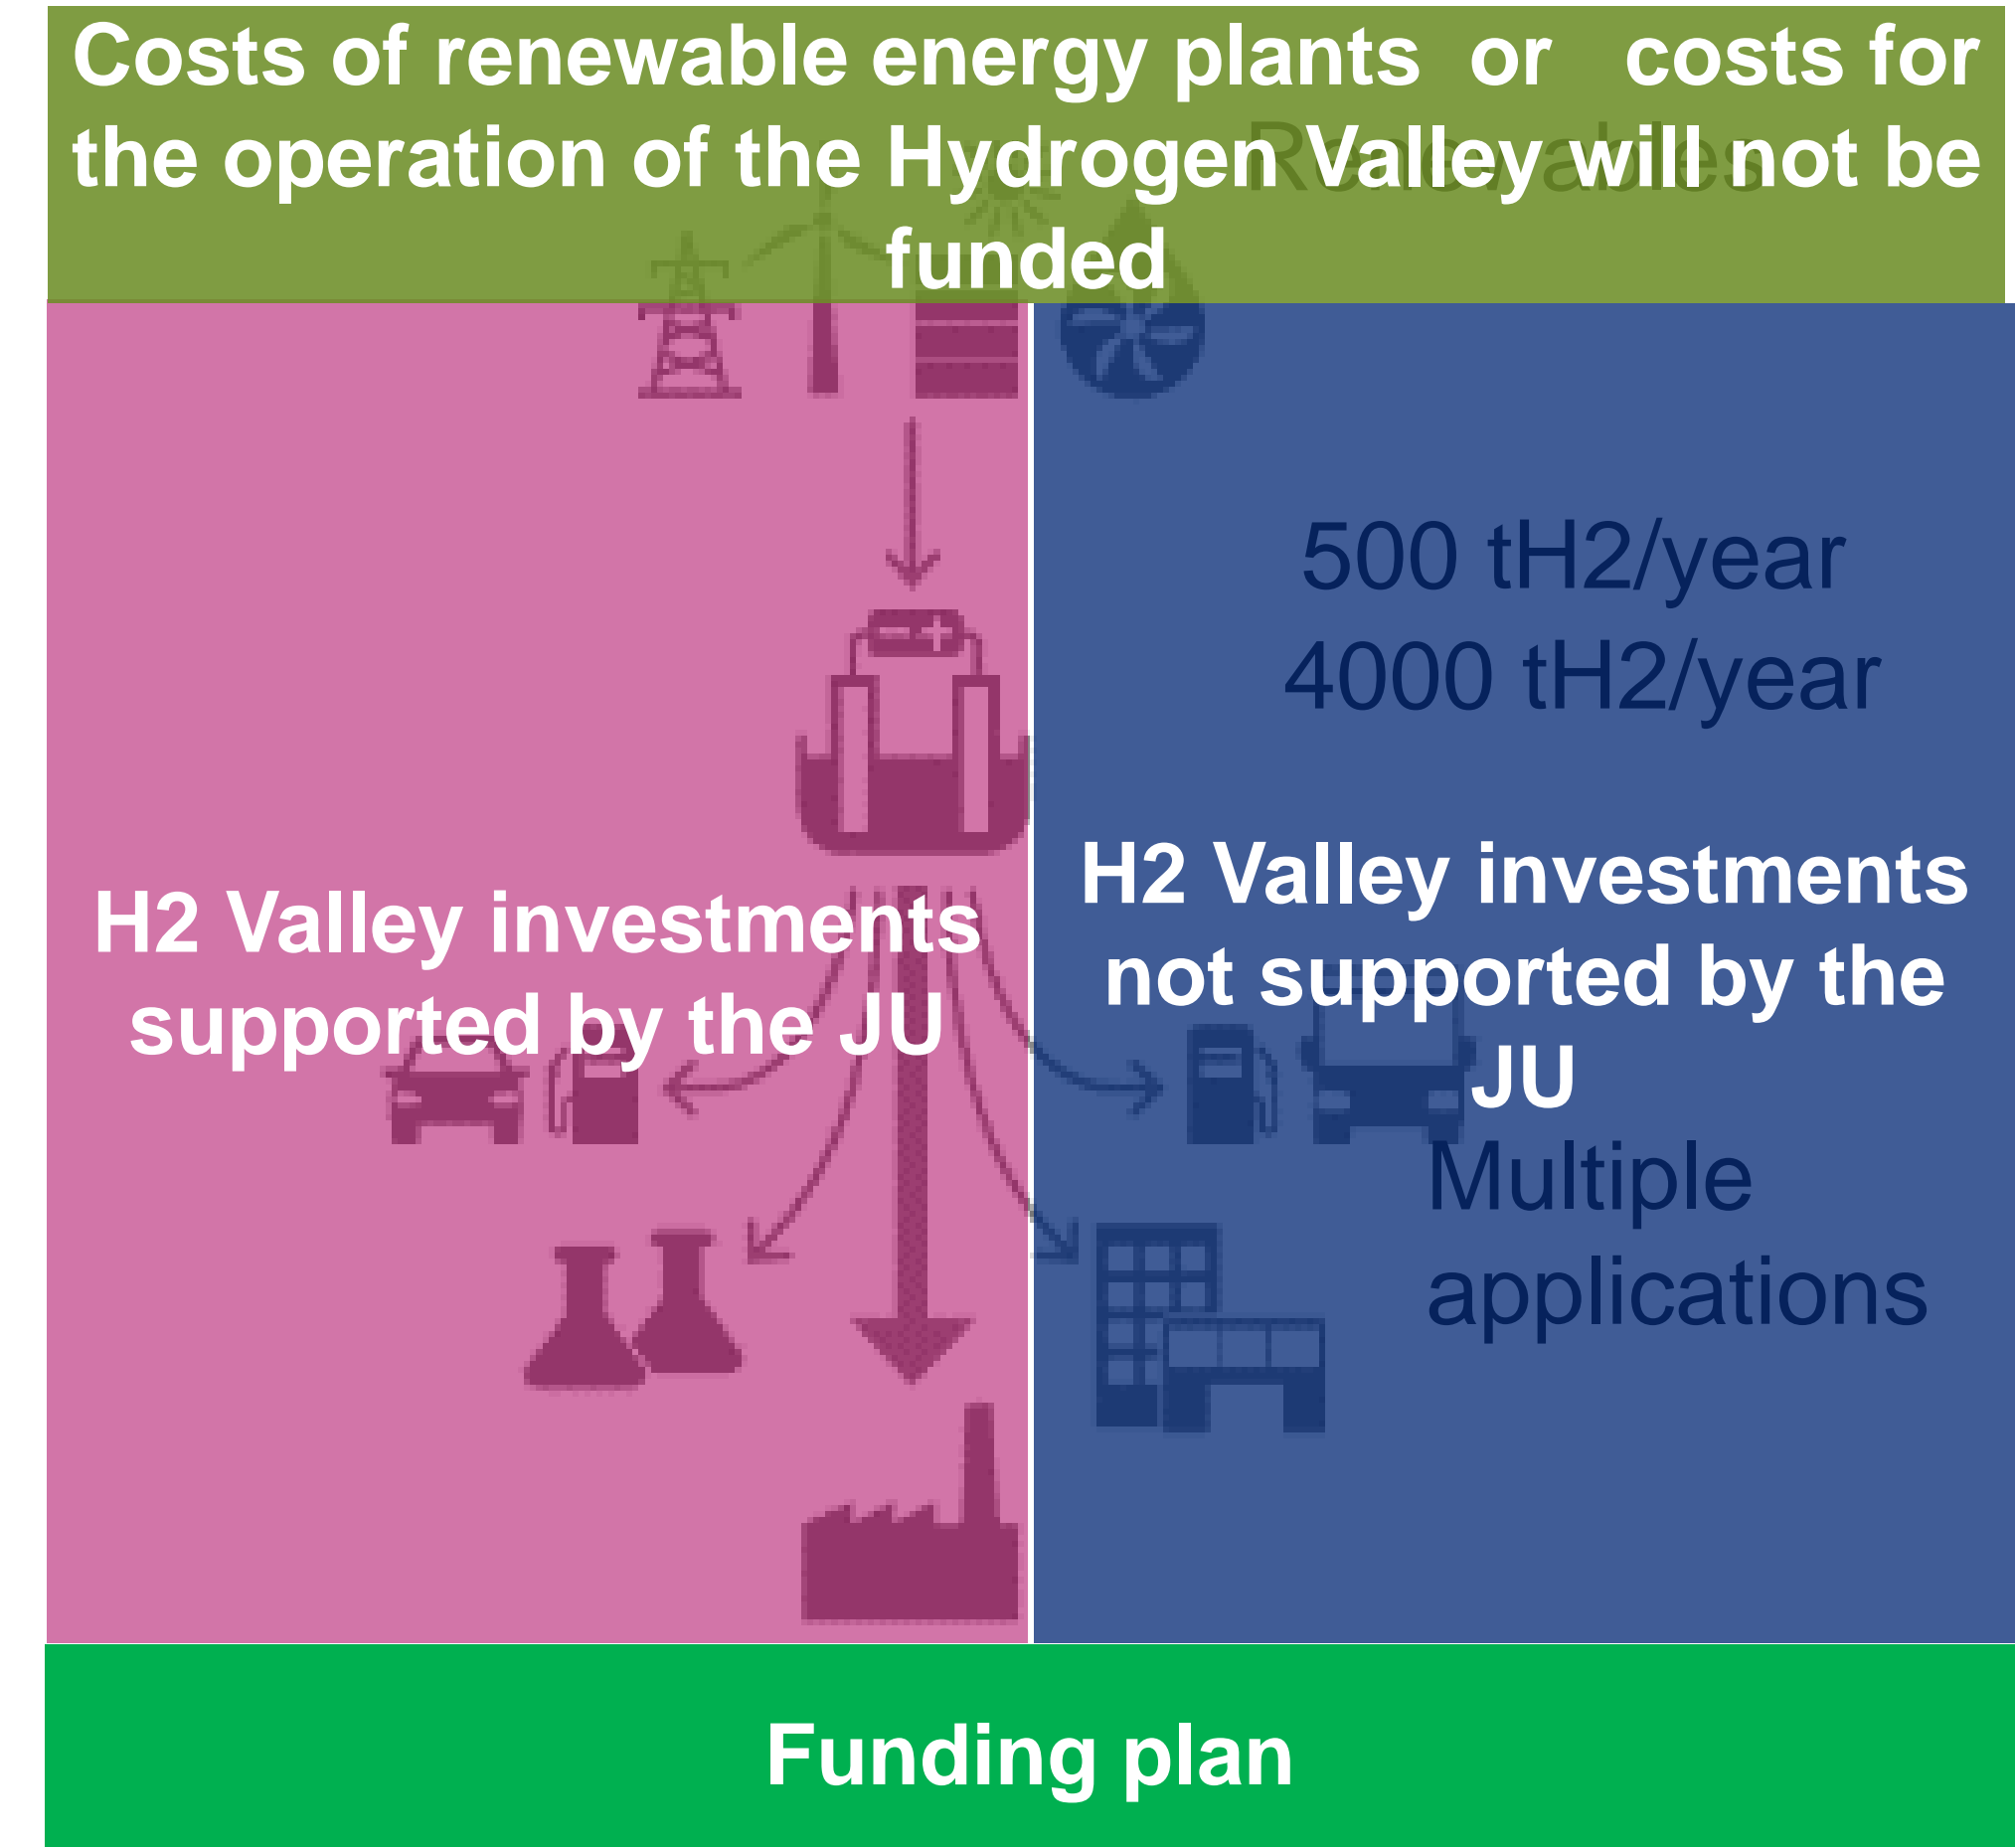 Costs of renewable energy plants or costs for
the operation of the Hydrogen Valley will not be
funded
Renewables
500 tH2/year
4000 tH2/year
H2 Valley investments
supported by the JU
H2 Valley investments
not supported by the
JU
Multiple
applications
Funding plan